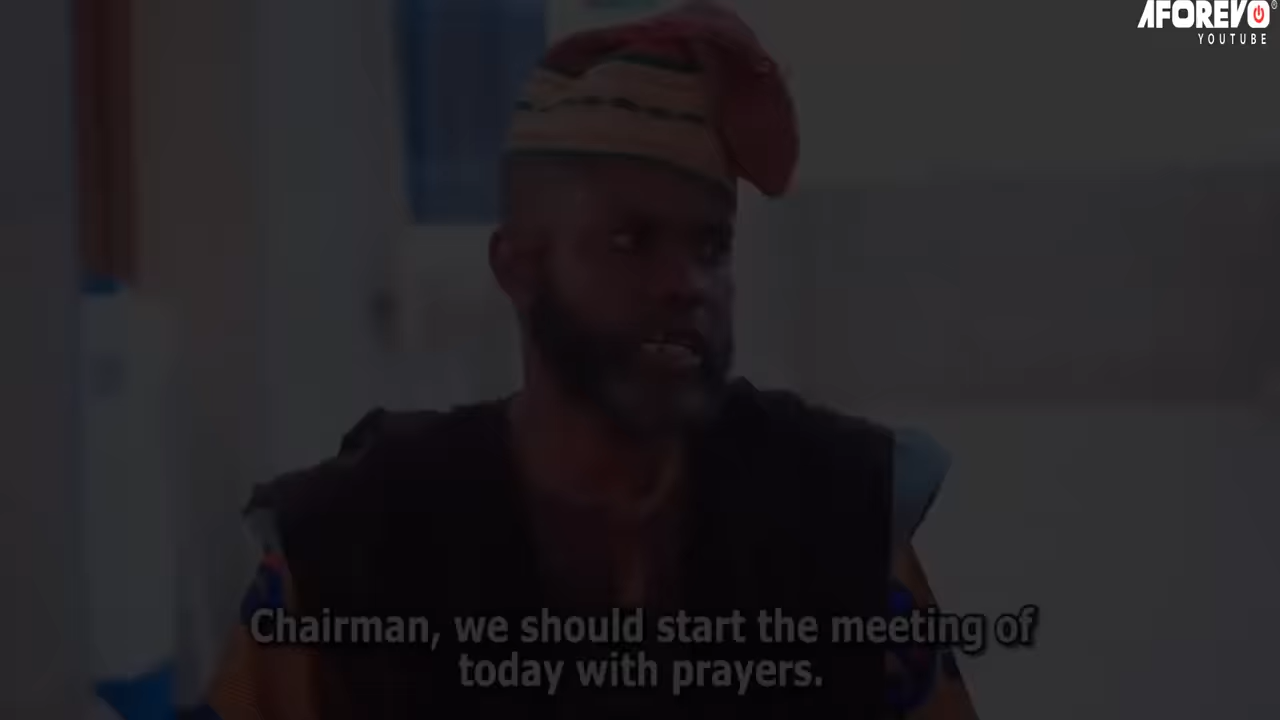 AFOREVO
YOUTUBE
Chairman, we should start the meeting of
today with prayers.